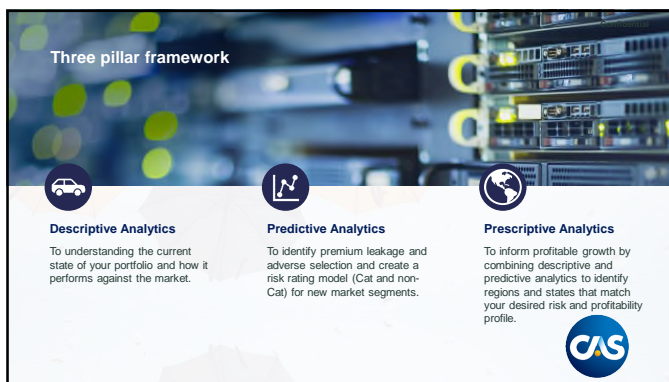 Three pillar framework
Descriptive Analytics
To understanding the current
state of your portfolio and how it
performs against the market.
Predictive Analytics
To identify premium leakage and
adverse selection and create a
risk rating model (Cat and non-
Cat) for new market segments.
Prescriptive Analytics
To inform profitable growth by
combining descriptive and
predictive analytics to identify
regions and states that match
your desired risk and profitability
profile.
CAS